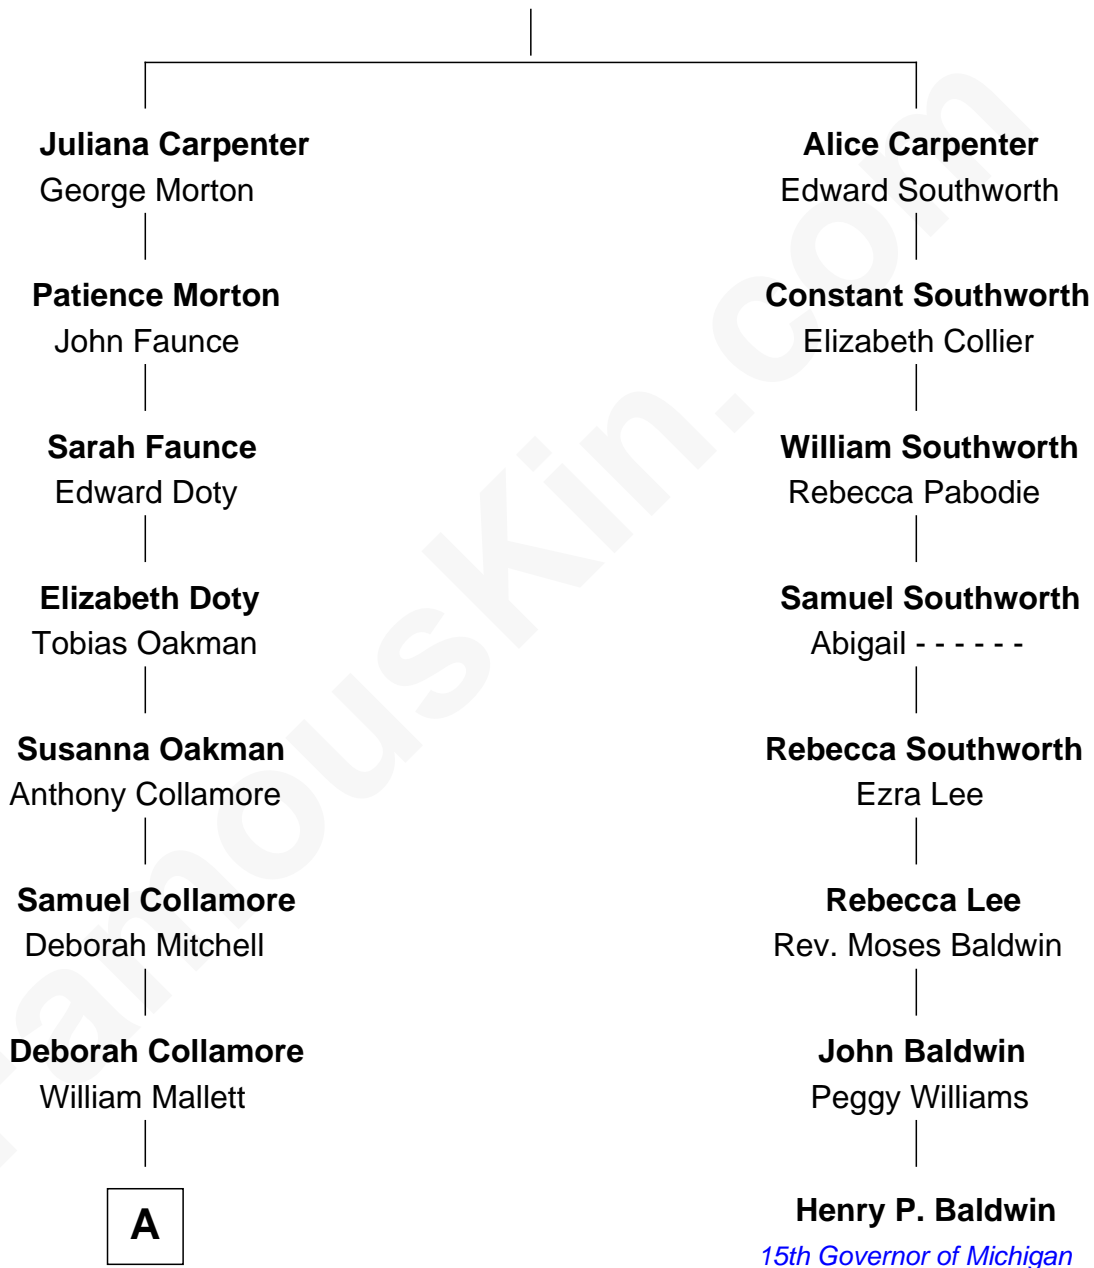 Juliana Carpenter
George Morton
Patience Morton
John Faunce
Sarah Faunce
Edward Doty
Elizabeth Doty
Tobias Oakman
Susanna Oakman
Anthony Collamore
Samuel Collamore
Deborah Mitchell
Deborah Collamore
William Mallett
A
Alice Carpenter
Edward Southworth
Constant Southworth
Elizabeth Collier
William Southworth
Rebecca Pabodie
Samuel Southworth
Abigail - - - - - -
Rebecca Southworth
Ezra Lee
Rebecca Lee
Rev. Moses Baldwin
John Baldwin
Peggy Williams
Henry P. Baldwin
15th Governor of Michigan
FamousKin.com